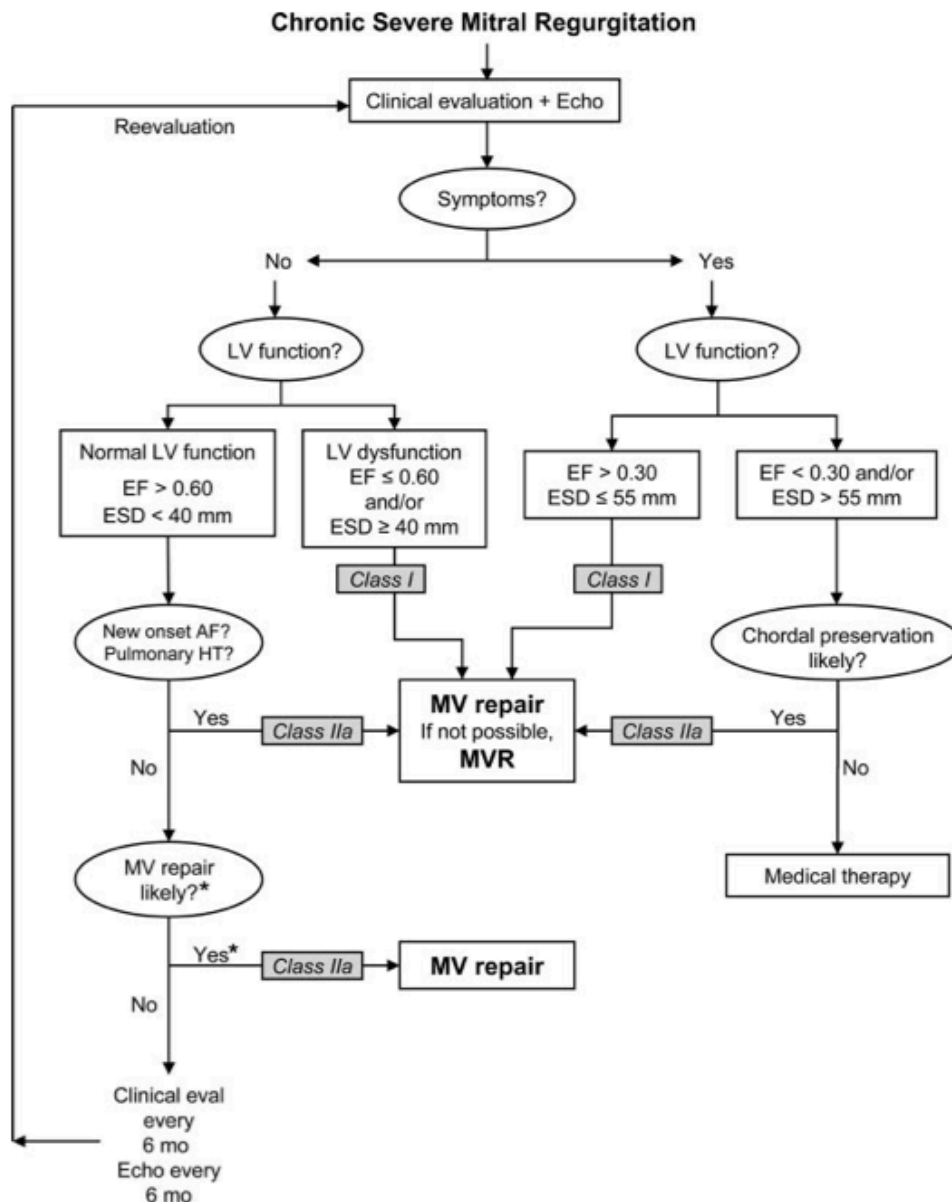 Chronic Severe Mitral Regurgitation
Clinical evaluation + Echo
Reevaluation
Symptoms?
No
Yes
LV function?
LV function?
Normal LV function
EF > 0.60
ESD < 40 mm
LV dysfunction
EF ≤ 0.60
and/or
ESD ≥ 40 mm
EF > 0.30
ESD ≤ 55 mm
EF < 0.30 and/or
ESD > 55 mm
Class I
Class I
New onset AF?
Pulmonary HT?
Chordal preservation
likely?
MV repair
If not possible,
MVR
Yes
Class IIa
Class IIa
Yes
No
No
MV repair
likely?*
Medical therapy
Yes*
Class IIa
MV repair
No
Clinical eval
every
6 mo
Echo every
6 mo